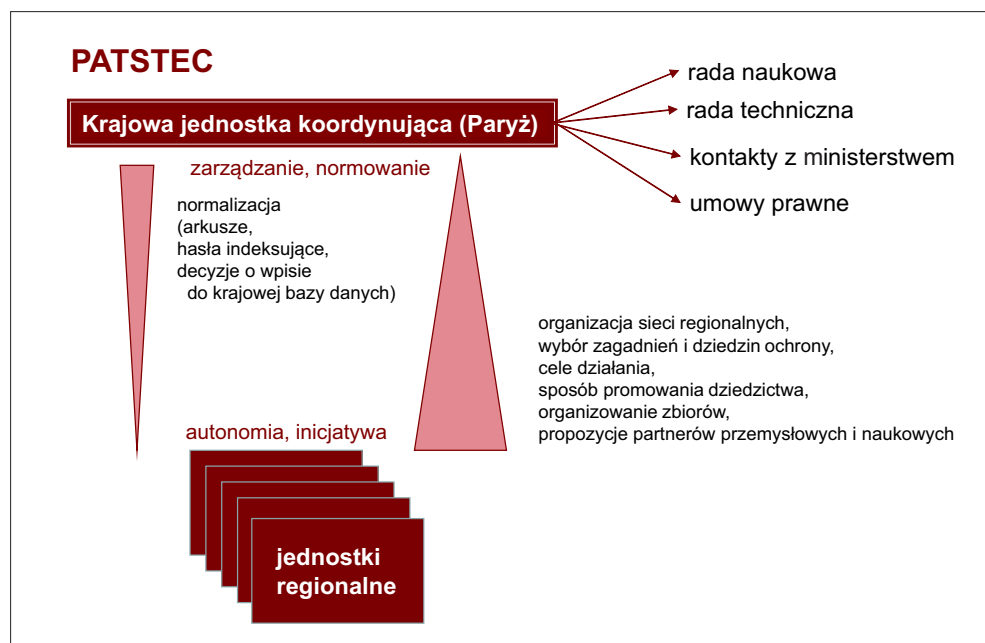 PATSTEC
Krajowa jednostka koordynująca (Paryż)
rada naukowa
rada techniczna
kontakty z ministerstwem
umowy prawne
zarządzanie, normowanie
normalizacja
(arkusze,
hasła indeksujące,
decyzje o wpisie
do krajowej bazy danych)
organizacja sieci regionalnych,
wybór zagadnień i dziedzin ochrony,
cele działania,
sposób promowania dziedzictwa,
organizowanie zbiorów,
propozycje partnerów przemysłowych i naukowych
autonomia, inicjatywa
jednostki
regionalne